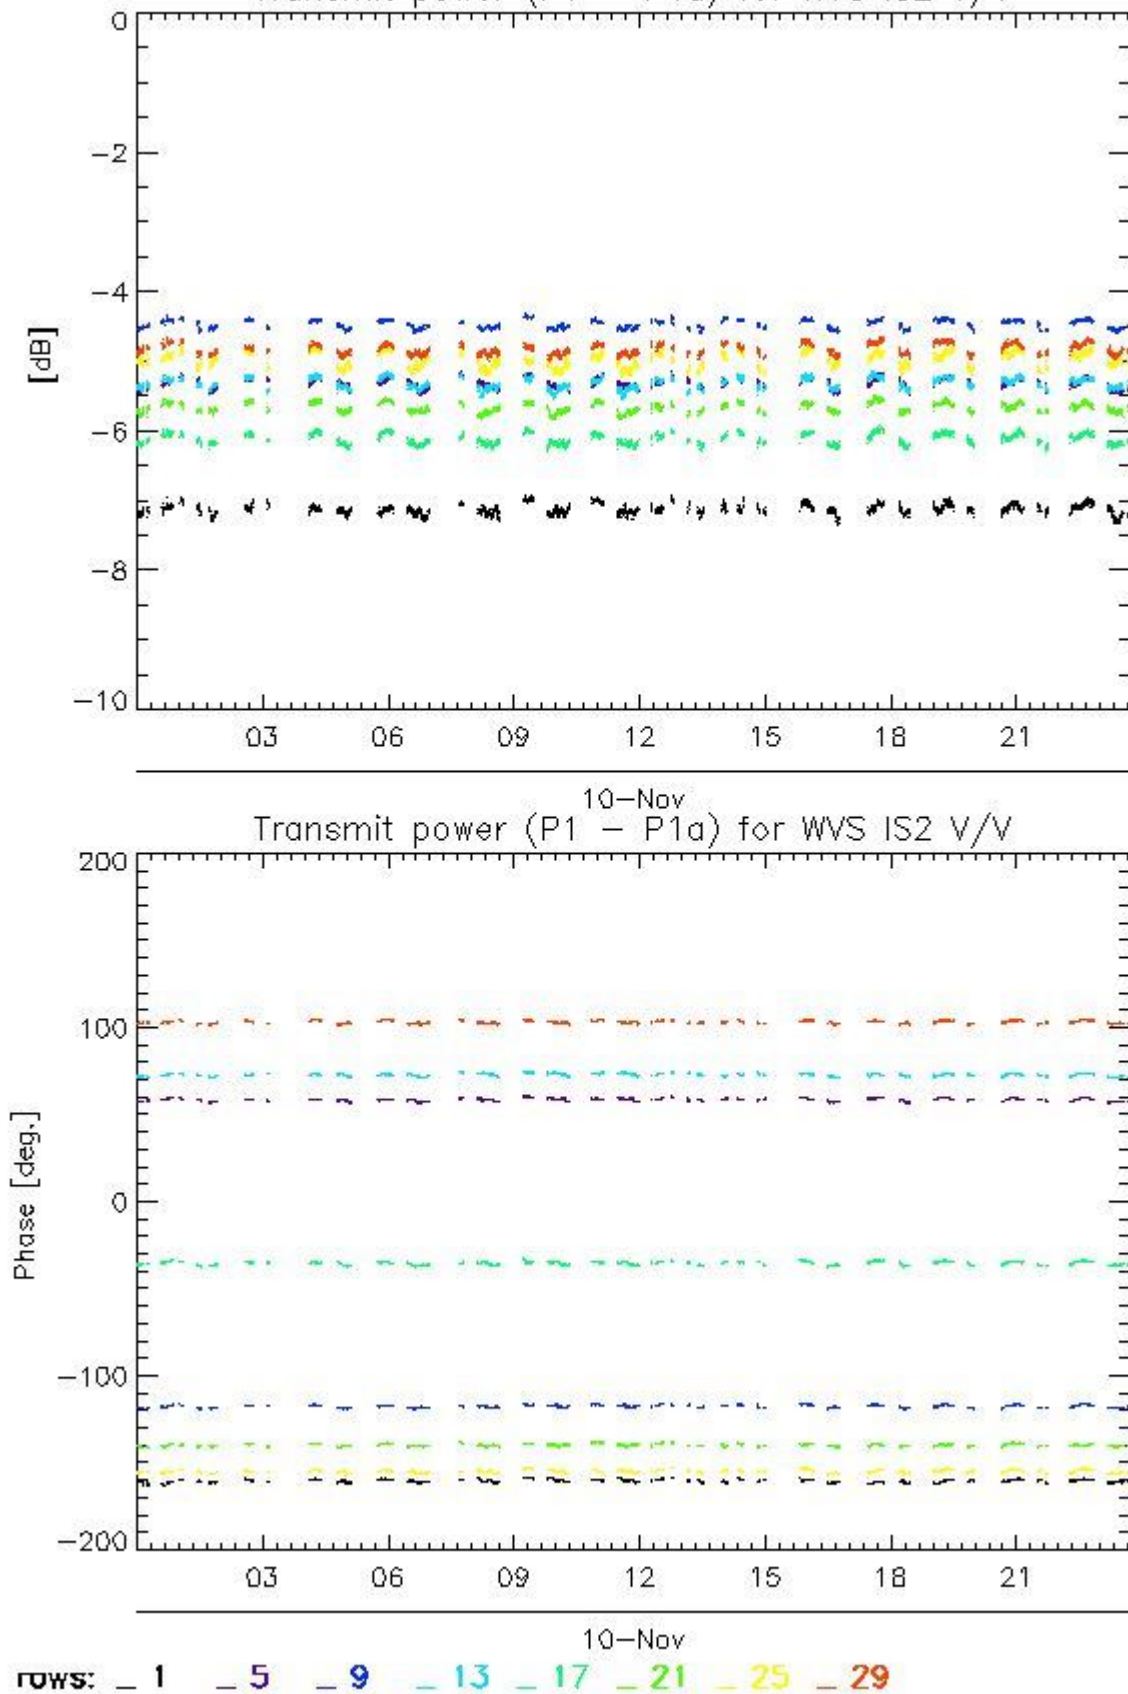 0
-2
-4
[dB]
-6
-8
-10
03 06 09 12 15 18 21
10-Nov
Transmit power (P1 - P1a) for WVS IS2 V/V
200
100
0
Phase [deg.]
-100
-200
03 06 09 12 15 18 21
10-Nov
rows: _ 1 _ 5 _ 9 _ 13 _ 17 _ 21 _ 25 _ 29